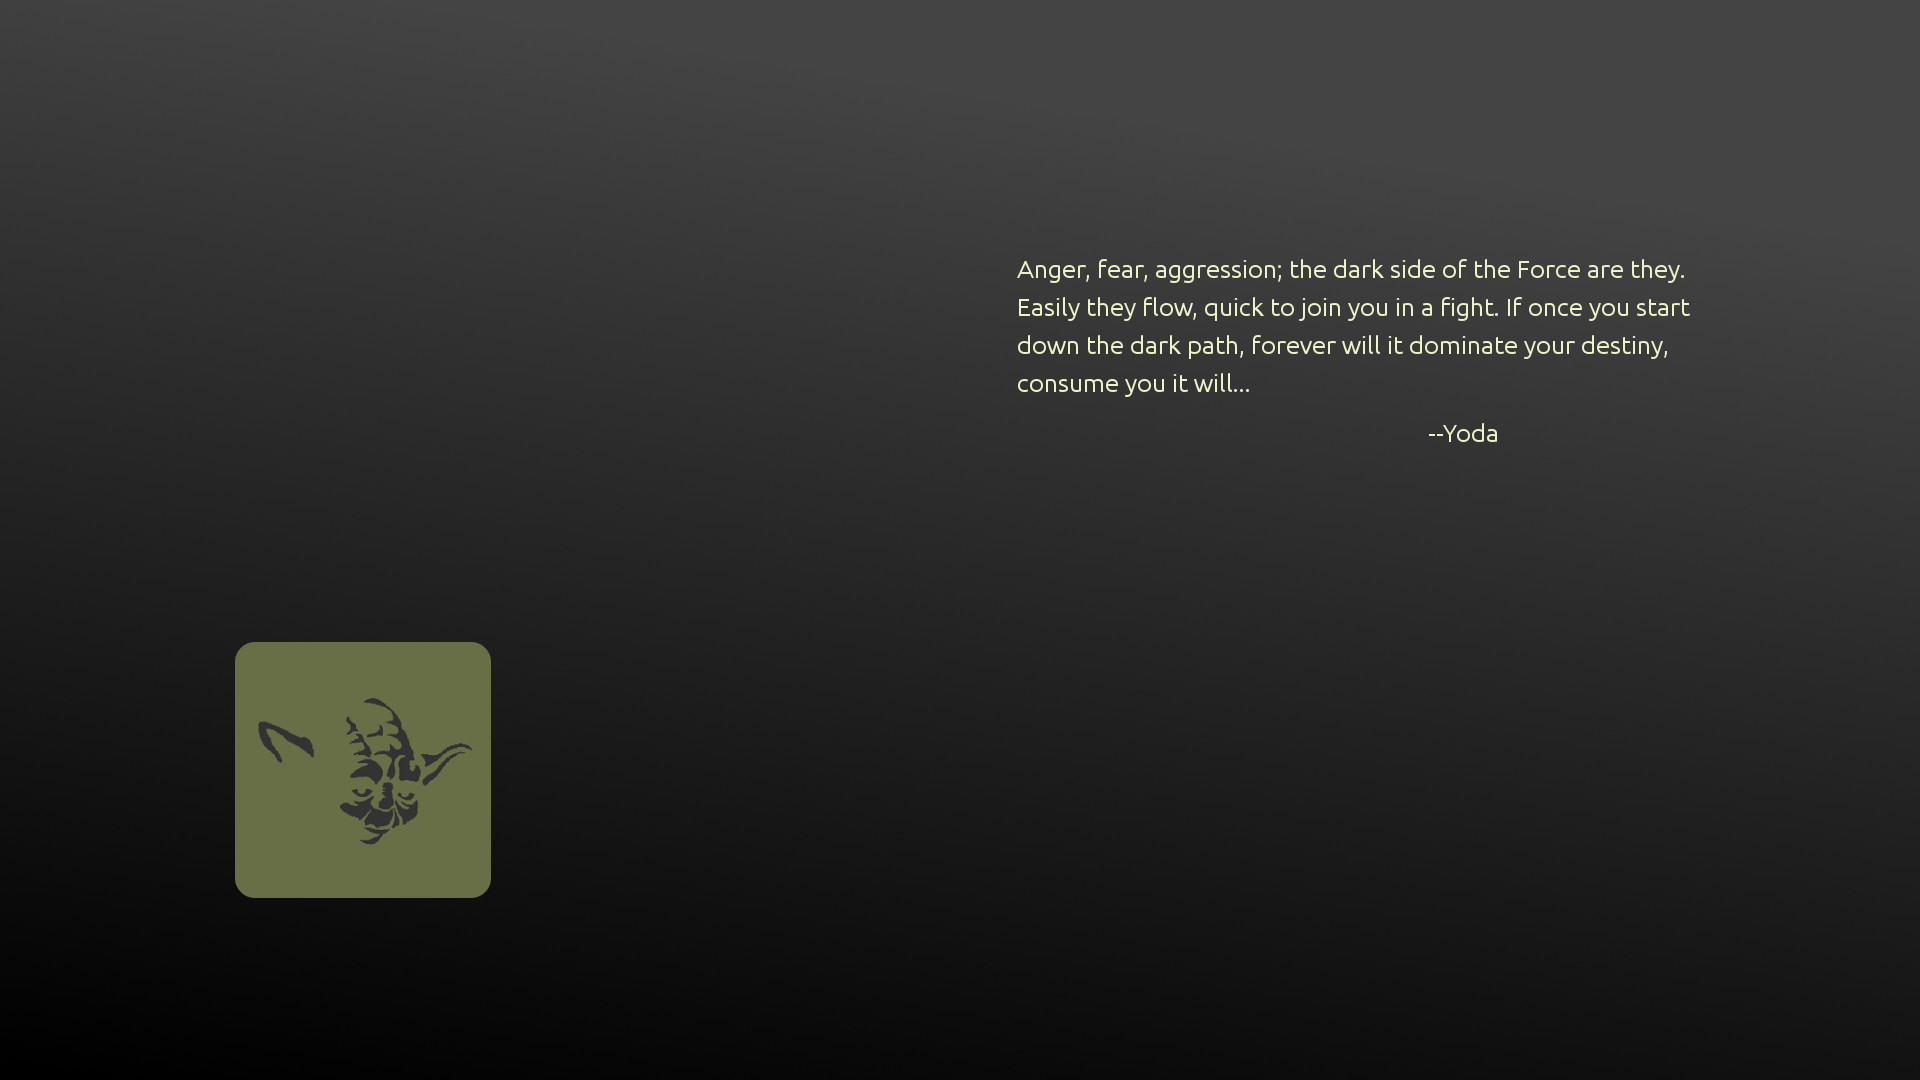 Anger, fear, aggression; the dark side of the Force are they.
Easily they flow, quick to join you in a fight. If once you start
down the dark path, forever will it dominate your destiny,
consume you it will...
--Yoda